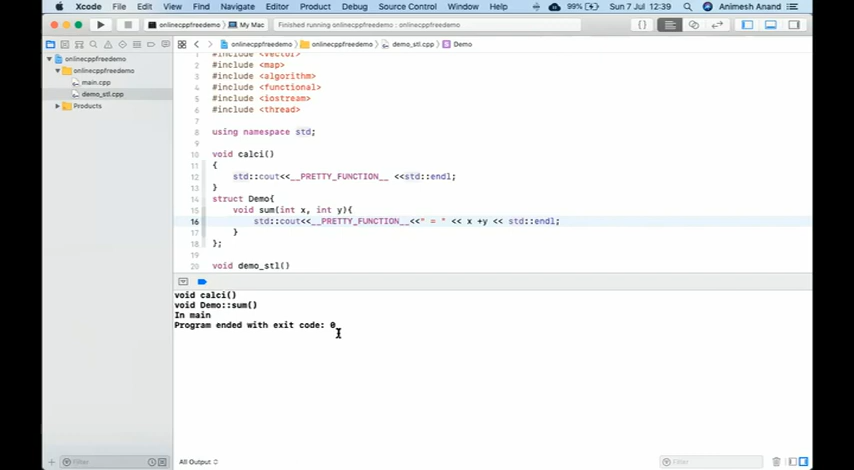 Xcode File Edit View Find Navigate Editor Product Debug Source Control Window Help 99% Sun 7 Jul 12:39 Animesh Anand
onlinecppfreedemo My Mac Finished running onlinecppfreedemo : onlinecppfreedemo
onlinecppfreedemo onlinecppfreedemo demo_stl.cpp Demo
onlinecppfreedemo
onlinecppfreedemo
main.cpp
demo_stl.cpp
Products
1 #include <vector>
2 #include <map>
3 #include <algorithm>
4 #include <functional>
5 #include <iostream>
6 #include <thread>
7
8 using namespace std;
9
10 void calci()
11 {
12 std::cout<<__PRETTY_FUNCTION__ <<std::endl;
13 }
14 struct Demo{
15 void sum(int x, int y){
16 std::cout<<__PRETTY_FUNCTION__<<" = " << x +y << std::endl;
17 }
18 };
19
20 void demo_stl()
void calci()
void Demo::sum()
In main
Program ended with exit code: 0
Filter All Output Filter